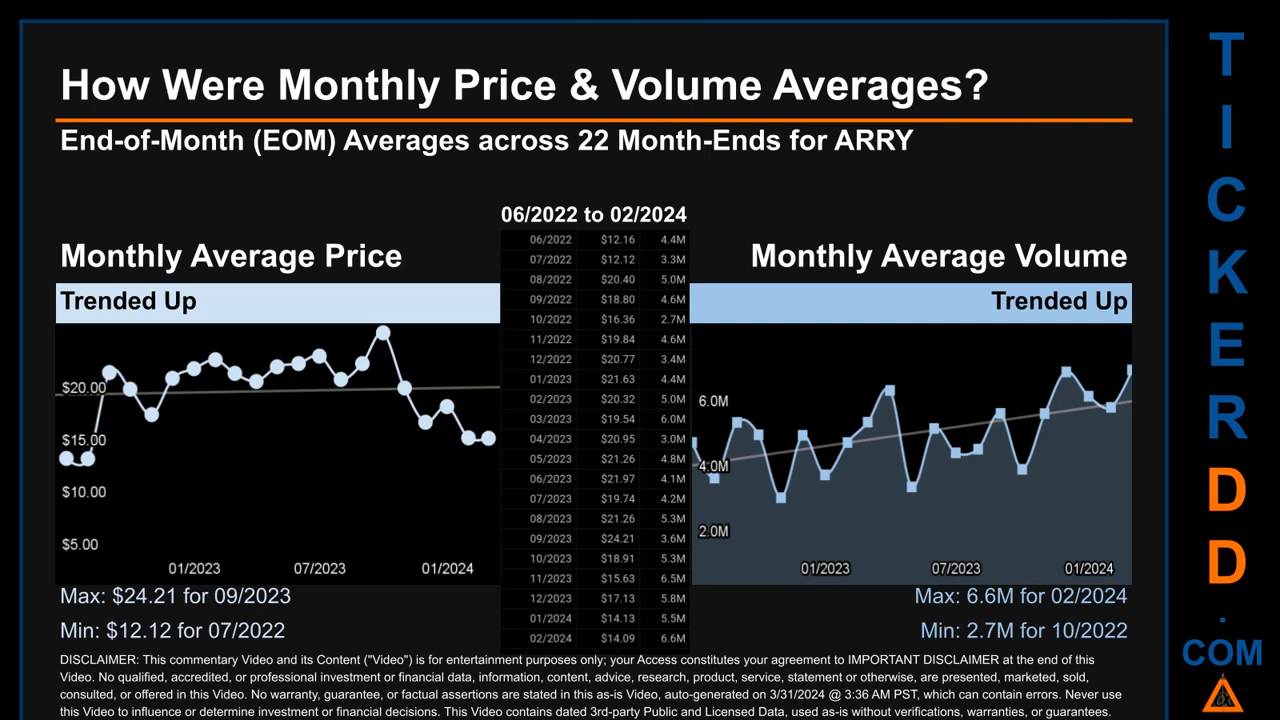 How Were Monthly Price & Volume Averages?
End-of-Month (EOM) Averages across 22 Month-Ends for ARRY
06/2022 to 02/2024
Monthly Average Price
Trended Up
$20.00
$15.00
$10.00
$5.00
01/2023 07/2023 01/2024
Max: $24.21 for 09/2023
Min: $12.12 for 07/2022
06/2022 $12.16 4.4M
07/2022 $12.12 3.3M
08/2022 $20.40 5.0M
09/2022 $18.80 4.6M
10/2022 $16.36 2.7M
11/2022 $19.84 4.6M
12/2022 $20.77 3.4M
01/2023 $21.63 4.4M
02/2023 $20.32 5.0M
03/2023 $19.54 6.0M
04/2023 $20.95 3.0M
05/2023 $21.26 4.8M
06/2023 $21.97 4.1M
07/2023 $19.74 4.2M
08/2023 $21.26 5.3M
09/2023 $24.21 3.6M
10/2023 $18.91 5.3M
11/2023 $15.63 6.5M
12/2023 $17.13 5.8M
01/2024 $14.13 5.5M
02/2024 $14.09 6.6M
Monthly Average Volume
Trended Up
6.0M
4.0M
2.0M
01/2023 07/2023 01/2024
Max: 6.6M for 02/2024
Min: 2.7M for 10/2022
DISCLAIMER: This commentary Video and its Content ("Video") is for entertainment purposes only; your Access constitutes your agreement to IMPORTANT DISCLAIMER at the end of this
Video. No qualified, accredited, or professional investment or financial data, information, content, advice, research, product, service, statement or otherwise, are presented, marketed, sold,
consulted, or offered in this Video. No warranty, guarantee, or factual assertions are stated in this as-is Video, auto-generated on 3/31/2024 @ 3:36 AM PST, which can contain errors. Never use
this Video to influence or determine investment or financial decisions. This Video contains dated 3rd-party Public and Licensed Data, used as-is without verifications, warranties, or guarantees.
T
I
C
K
E
R
D
D
.
COM